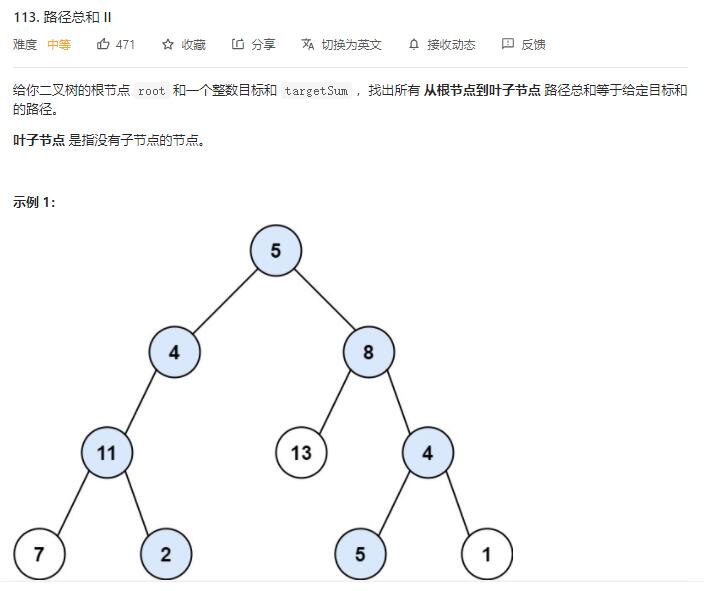 113. 路径总和 II
难度 中等 471 收藏 分享 切换为英文 接收动态 反馈
给你二叉树的根节点 root 和一个整数目标和 targetSum ，找出所有 从根节点到叶子节点 路径总和等于给定目标和
的路径。
叶子节点 是指没有子节点的节点。
示例 1：
5
4 8
11 13 4
7 2 5 1